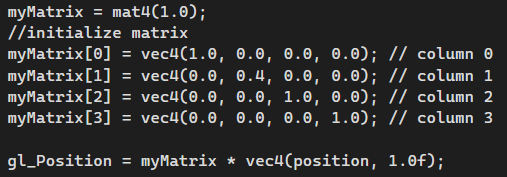 myMatrix = mat4(1.0);
//initialize matrix
myMatrix[0] = vec4(1.0, 0.0, 0.0, 0.0); // column 0
myMatrix[1] = vec4(0.0, 0.4, 0.0, 0.0); // column 1
myMatrix[2] = vec4(0.0, 0.0, 1.0, 0.0); // column 2
myMatrix[3] = vec4(0.0, 0.0, 0.0, 1.0); // column 3
gl_Position = myMatrix * vec4(position, 1.0f);